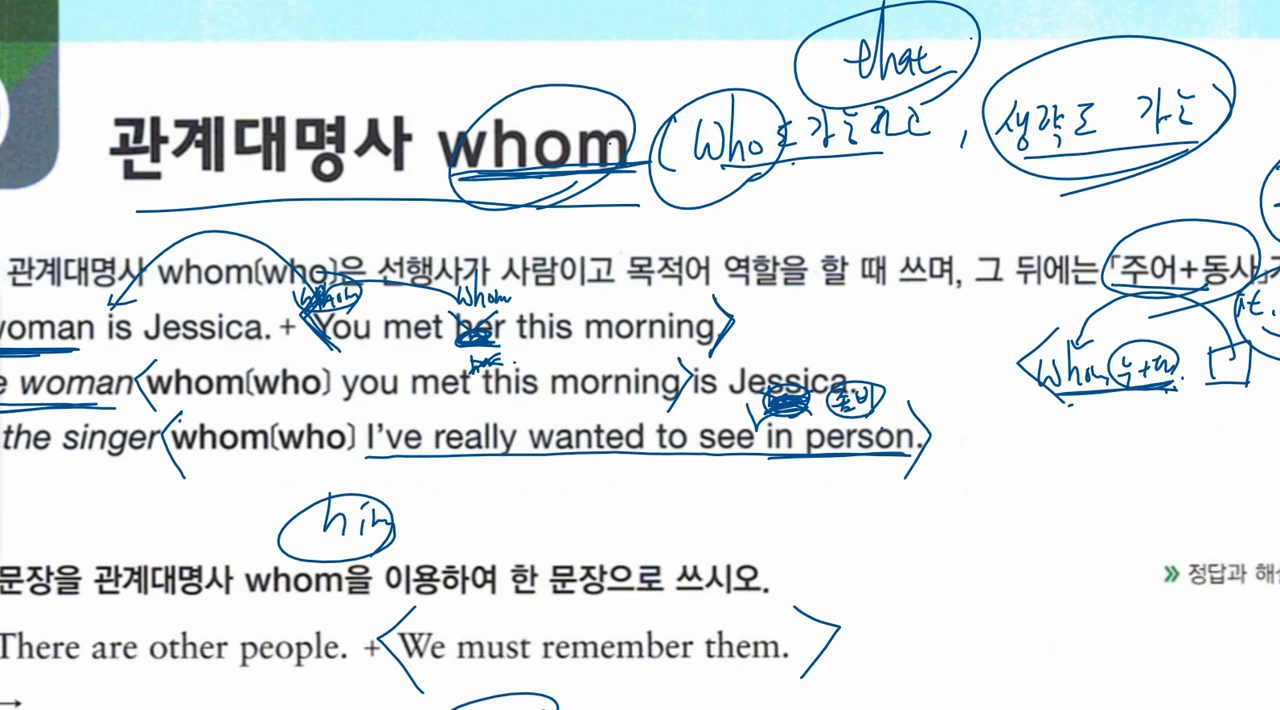 that
관계대명사 whom (who도 가능하고, 생략도 가능)
관계대명사 whom(who)은 선행사가 사람이고 목적어 역할을 할 때 쓰며, 그 뒤에는 「주어+동사」
whom
woman is Jessica. + You met her this morning.
woman whom(who) you met this morning is Jessica.
whom 주+동
the singer whom(who) I've really wanted to see in person.
him
문장을 관계대명사 whom을 이용하여 한 문장으로 쓰시오.
» 정답과 해설
There are other people. + We must remember them.
→